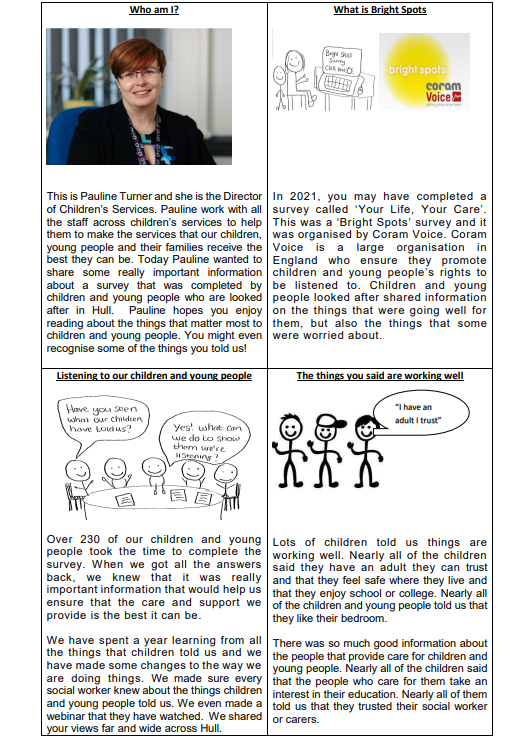 Who am I?
This is Pauline Turner and she is the Director
of Children's Services. Pauline work with all
the staff across children's services to help
them to make the services that our children,
young people and their families receive the
best they can be. Today Pauline wanted to
share some really important information
about a survey that was completed by
children and young people who are looked
after in Hull. Pauline hopes you enjoy
reading about the things that matter most to
children and young people. You might even
recognise some of the things you told us!
What is Bright Spots
Bright Spots
Survey
Click Here
bright spots
coram
Voice
In 2021, you may have completed a
survey called 'Your Life, Your Care'.
This was a 'Bright Spots' survey and it
was organised by Coram Voice. Coram
Voice is a large organisation in
England who ensure they promote
children and young people's rights to
be listened to. Children and young
people looked after shared information
on the things that were going well for
them, but also the things that some
were worried about.
Listening to our children and young people
Have you seen
what our children
have told us?
Yes! what can
we do to show
them we're
listening?
Over 230 of our children and young
people took the time to complete the
survey. When we got all the answers
back, we knew that it was really
important information that would help us
ensure that the care and support we
provide is the best it can be.
We have spent a year learning from all
the things that children told us and we
have made some changes to the way we
are doing things. We made sure every
social worker knew about the things children
and young people told us. We even made a
webinar that they have watched. We shared
your views far and wide across Hull.
The things you said are working well
"I have an
adult I trust"
Lots of children told us things are
working well. Nearly all of the children
said they have an adult they can trust
and that they feel safe where they live and
that they enjoy school or college. Nearly all
of the children and young people told us that
they like their bedroom.
There was so much good information about
the people that provide care for children and
young people. Nearly all of the children said
that the people who care for them take an
interest in their education. Nearly all of them
told us that they trusted their social worker
or carers.